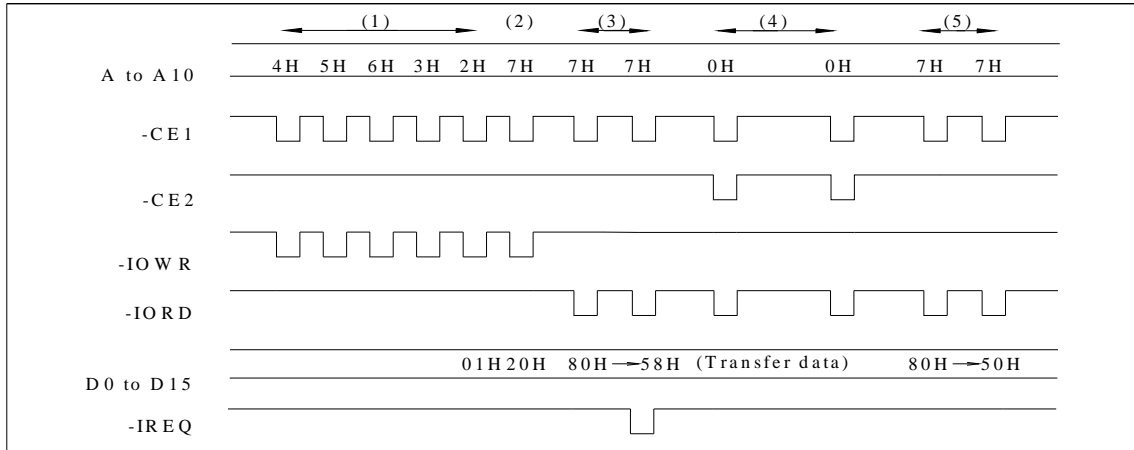 (1) (2) (3) (4) (5)
A to A10 4H 5H 6H 3H 2H 7H 7H 7H 0H 0H 7H 7H
-CE1
-CE2
-IOWR
-IORD
D0 to D15 01H 20H 80H→58H (Transfer data) 80H→50H
-IREQ